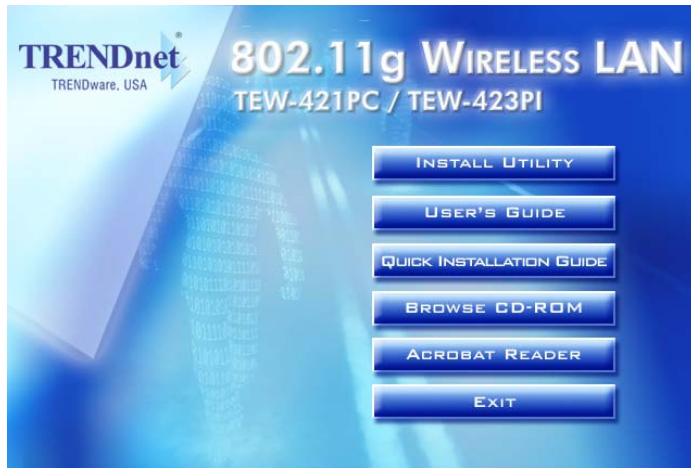 TRENDnet®
TRENDware, USA
802.11g WIRELESS LAN
TEW-421PC / TEW-423PI
INSTALL UTILITY
USER'S GUIDE
QUICK INSTALLATION GUIDE
BROWSE CD-ROM
ACROBAT READER
EXIT